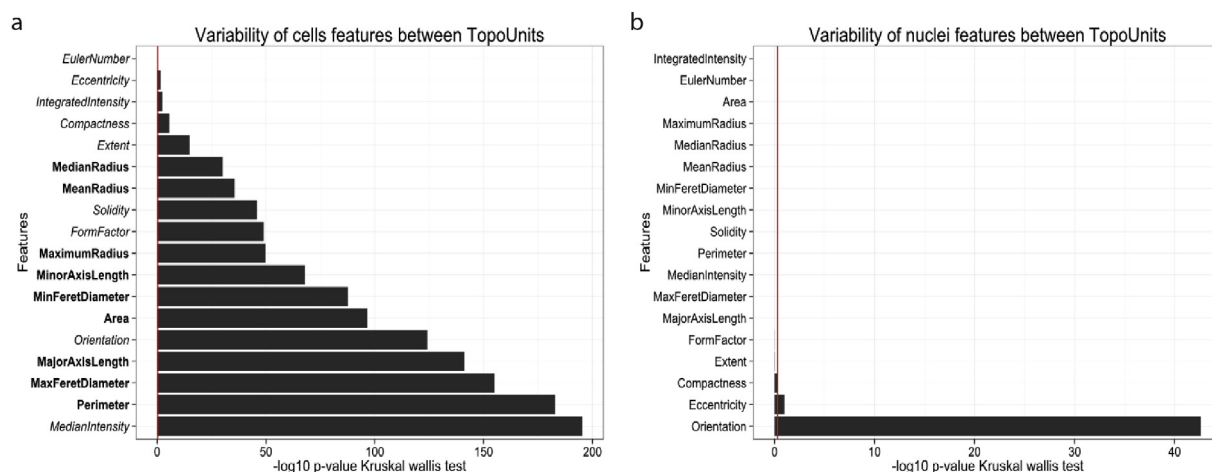 a
Variability of cells features between TopoUnits
Features
EulerNumber
Eccentricity
IntegratedIntensity
Compactness
Extent
MedianRadius
MeanRadius
Solidity
FormFactor
MaximumRadius
MinorAxisLength
MinFeretDiameter
Area
Orientation
MajorAxisLength
MaxFeretDiameter
Perimeter
MedianIntensity
0 50 100 150 200
-log10 p-value Kruskal wallis test
b
Variability of nuclei features between TopoUnits
Features
IntegratedIntensity
EulerNumber
Area
MaximumRadius
MedianRadius
MeanRadius
MinFeretDiameter
MinorAxisLength
Solidity
Perimeter
MedianIntensity
MaxFeretDiameter
MajorAxisLength
FormFactor
Extent
Compactness
Eccentricity
Orientation
0 10 20 30 40
-log10 p-value Kruskal wallis test